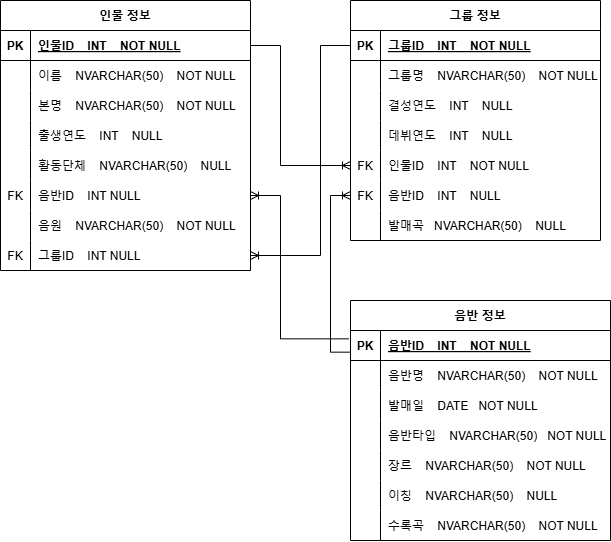 인물 정보
PK 인물ID INT NOT NULL
이름 NVARCHAR(50) NOT NULL
본명 NVARCHAR(50) NOT NULL
출생연도 INT NULL
활동단체 NVARCHAR(50) NULL
FK 음반ID INT NULL
음원 NVARCHAR(50) NOT NULL
FK 그룹ID INT NULL
그룹 정보
PK 그룹ID INT NOT NULL
그룹명 NVARCHAR(50) NOT NULL
결성연도 INT NULL
데뷔연도 INT NULL
FK 인물ID INT NOT NULL
FK 음반ID INT NULL
발매곡 NVARCHAR(50) NULL
음반 정보
PK 음반ID INT NOT NULL
음반명 NVARCHAR(50) NOT NULL
발매일 DATE NOT NULL
음반타입 NVARCHAR(50) NOT NULL
장르 NVARCHAR(50) NOT NULL
이칭 NVARCHAR(50) NULL
수록곡 NVARCHAR(50) NOT NULL